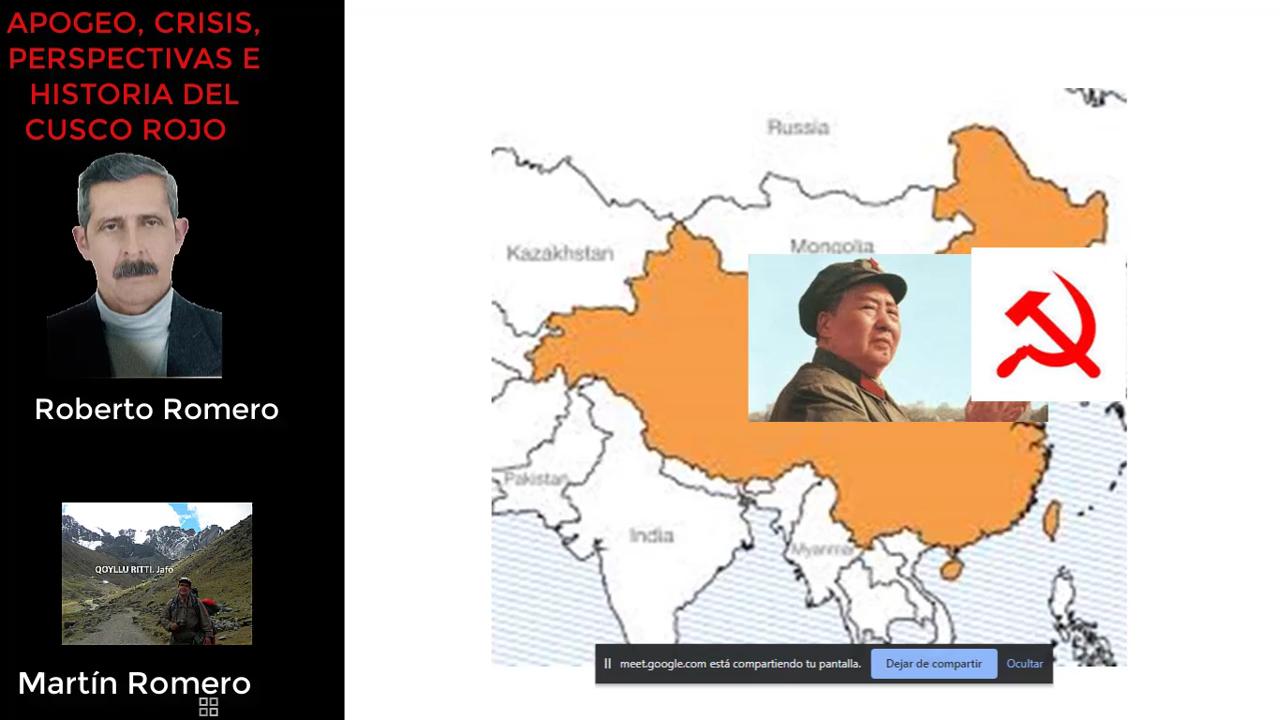 APOGEO, CRISIS,
PERSPECTIVAS E
HISTORIA DEL
CUSCO ROJO
Roberto Romero
QOYLLU RITTI. Jafo
Martín Romero
Russia
Kazakhstan
Mongolia
Pakistan
India
Myanmar
meet.google.com está compartiendo tu pantalla.
Dejar de compartir
Ocultar